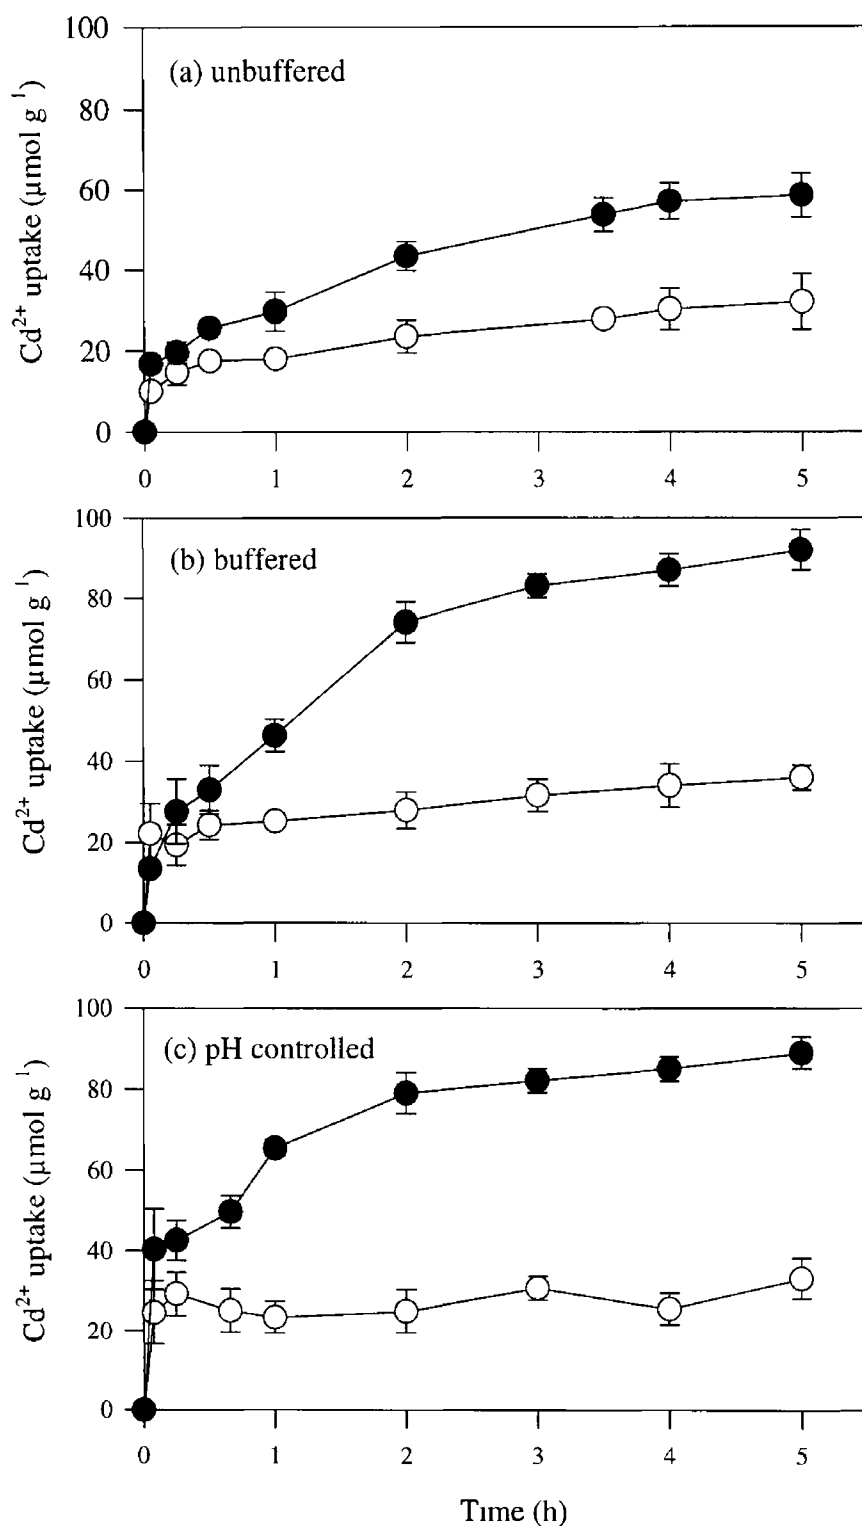 100
80
60
40
20
0
Cd²⁺ uptake (µmol g ¹)
(a) unbuffered
0 1 2 3 4 5
100
80
60
40
20
0
Cd²⁺ uptake (µmol g ¹)
(b) buffered
0 1 2 3 4 5
100
80
60
40
20
0
Cd²⁺ uptake (µmol g ¹)
(c) pH controlled
0 1 2 3 4 5
Time (h)